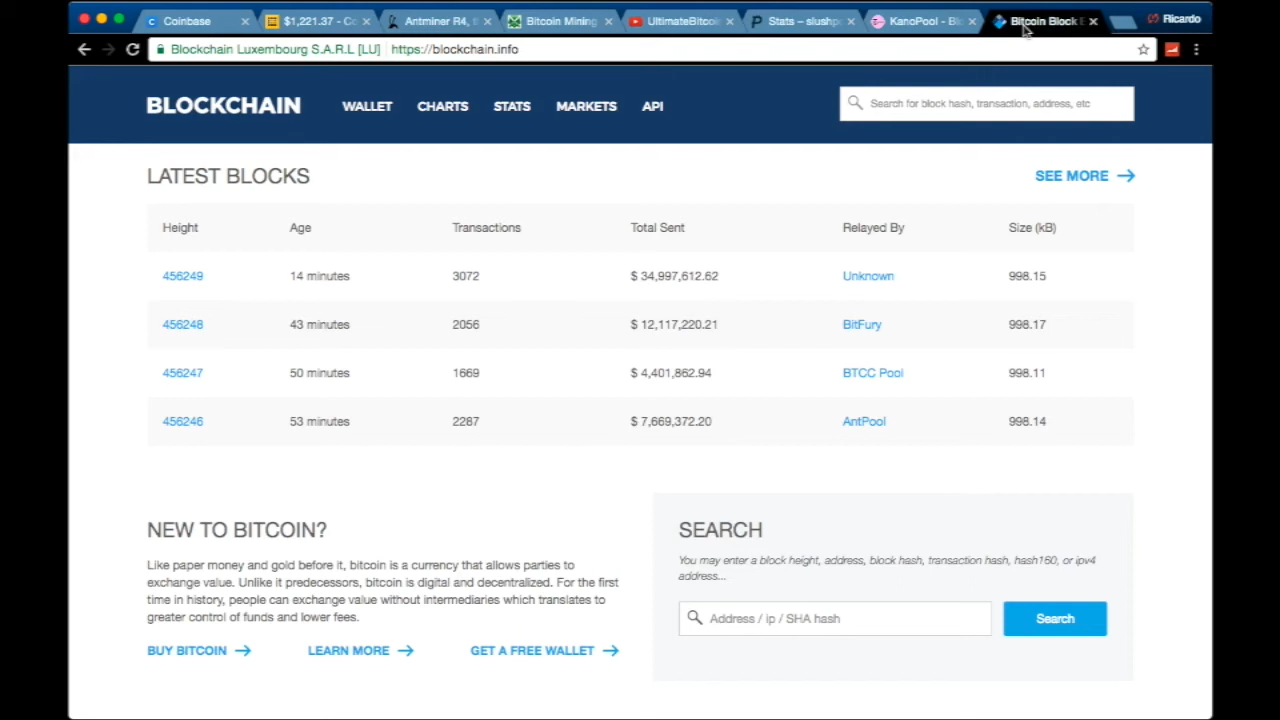 Coinbase
$1,221.37 - Co
Antminer R4, t
Bitcoin Mining
UltimateBitcoi
Stats – slushpo
KanoPool - Bi
Bitcoin Block E
Ricardo
Blockchain Luxembourg S.A.R.L [LU]
https://blockchain.info
BLOCKCHAIN
WALLET
CHARTS
STATS
MARKETS
API
Search for block hash, transaction, address, etc
LATEST BLOCKS
SEE MORE →
Height Age Transactions Total Sent Relayed By Size (kB)
456249 14 minutes 3072 $ 34,997,612.62 Unknown 998.15
456248 43 minutes 2056 $ 12,117,220.21 BitFury 998.17
456247 50 minutes 1669 $ 4,401,862.94 BTCC Pool 998.11
456246 53 minutes 2287 $ 7,669,372.20 AntPool 998.14
NEW TO BITCOIN?
Like paper money and gold before it, bitcoin is a currency that allows parties to
exchange value. Unlike it predecessors, bitcoin is digital and decentralized. For the first
time in history, people can exchange value without intermediaries which translates to
greater control of funds and lower fees.
BUY BITCOIN →
LEARN MORE →
GET A FREE WALLET →
SEARCH
You may enter a block height, address, block hash, transaction hash, hash160, or ipv4
address...
Address / ip / SHA hash
Search